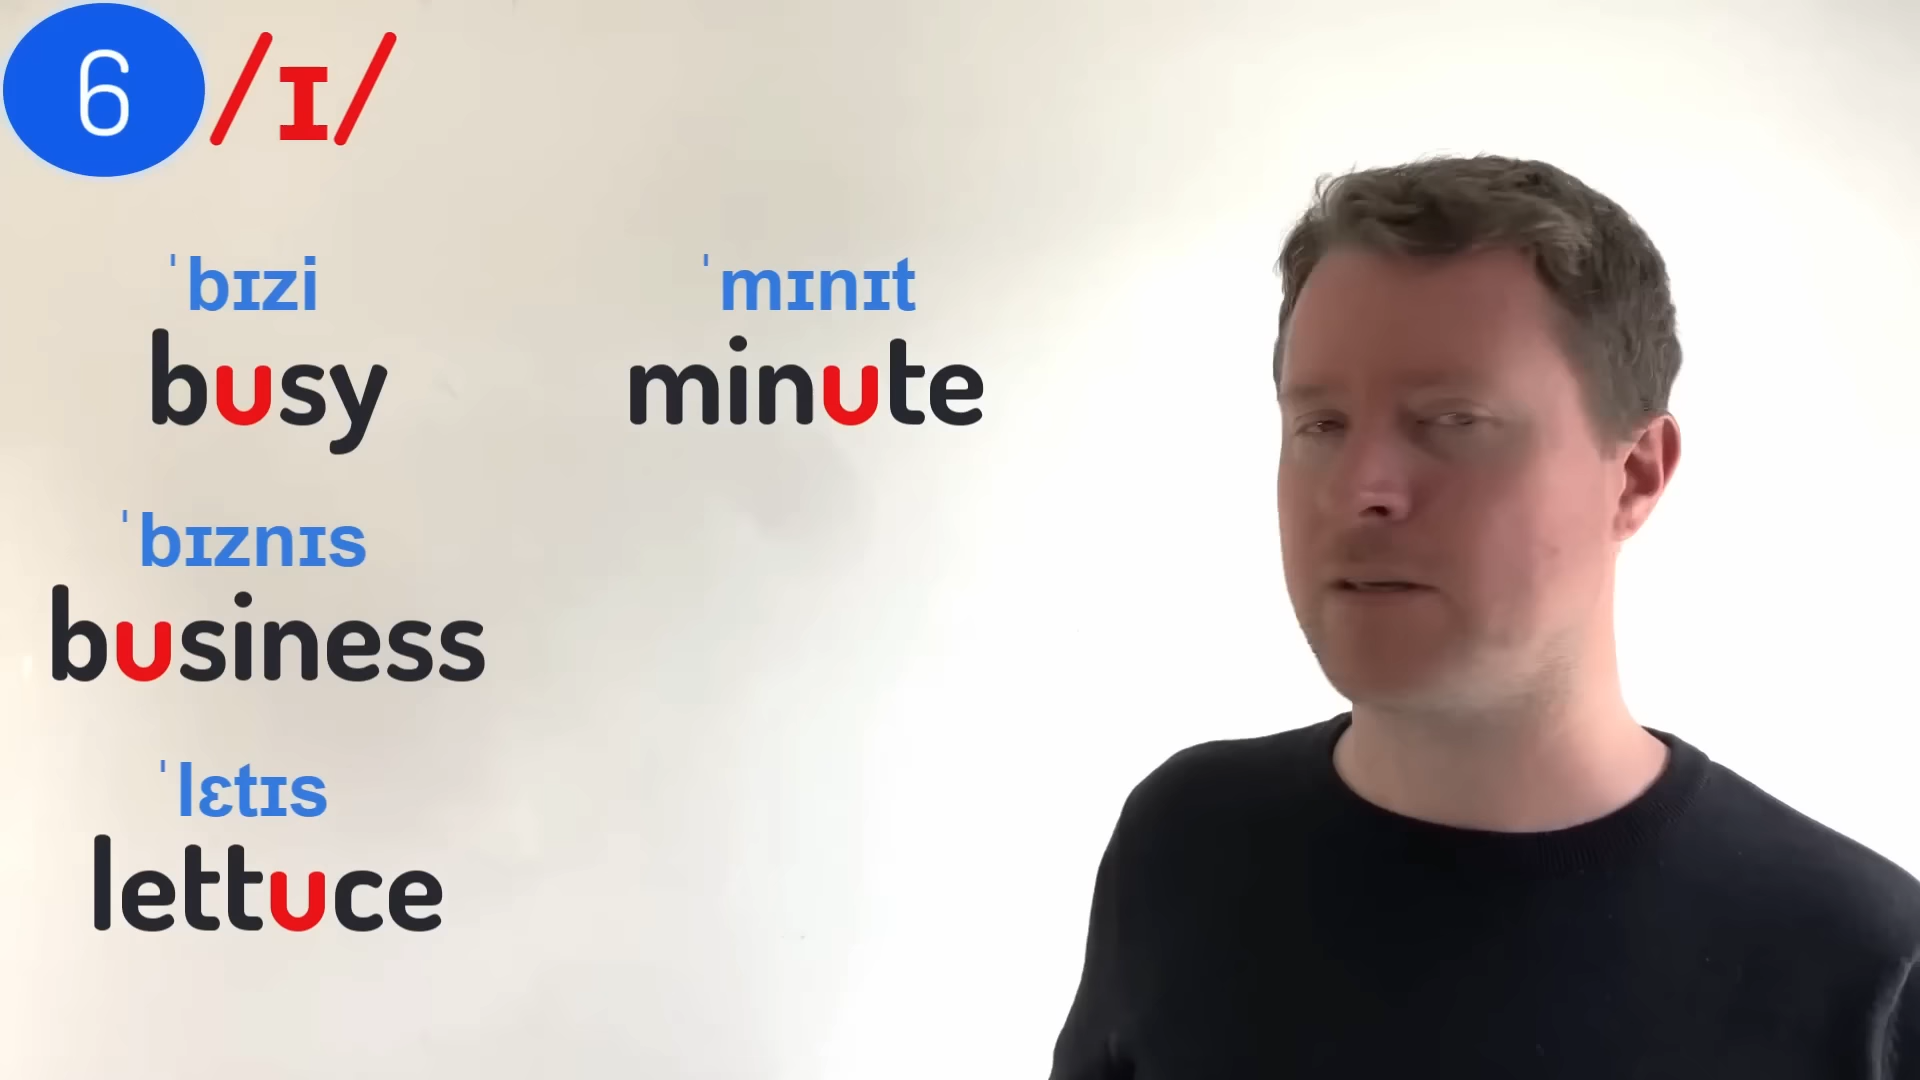 6 /ɪ/
ˈbɪzi
busy
ˈbɪznɪs
business
ˈlɛtɪs
lettuce
ˈmɪnɪt
minute